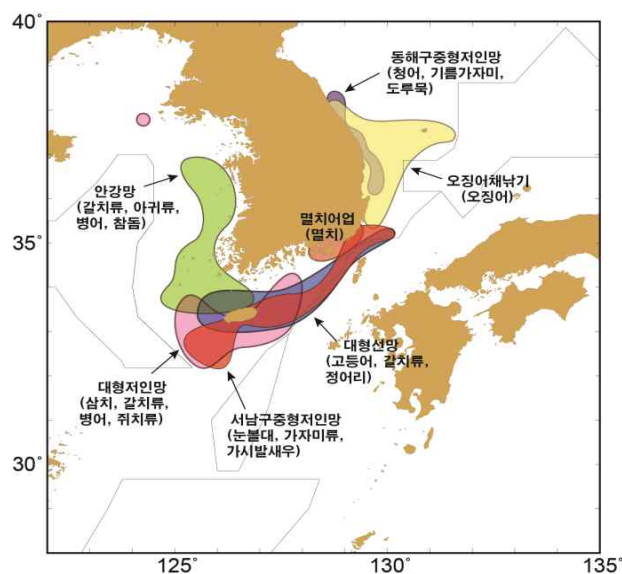 40°
동해구중형저인망
(청어, 기름가자미,
도루묵)
안강망
(갈치류, 아귀류,
병어, 참돔)
오징어채낚기
(오징어)
멸치어업
(멸치)
35°
대형선망
(고등어, 갈치류,
정어리)
대형저인망
(삼치, 갈치류,
병어, 쥐치류)
서남구중형저인망
(눈볼대, 가자미류,
가시발새우)
30°
125°
130°
135°